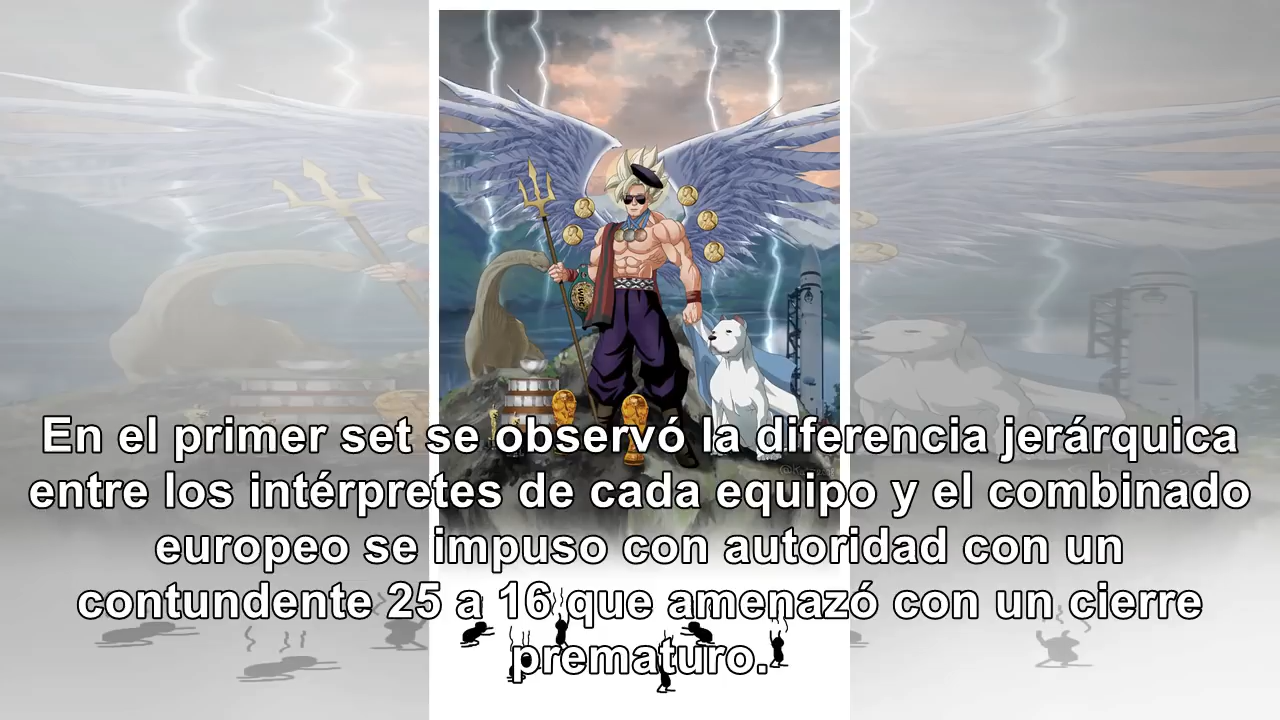 En el primer set se observó la diferencia jerárquica
entre los intérpretes de cada equipo y el combinado
europeo se impuso con autoridad con un
contundente 25 a 16 que amenazó con un cierre
prematuro.